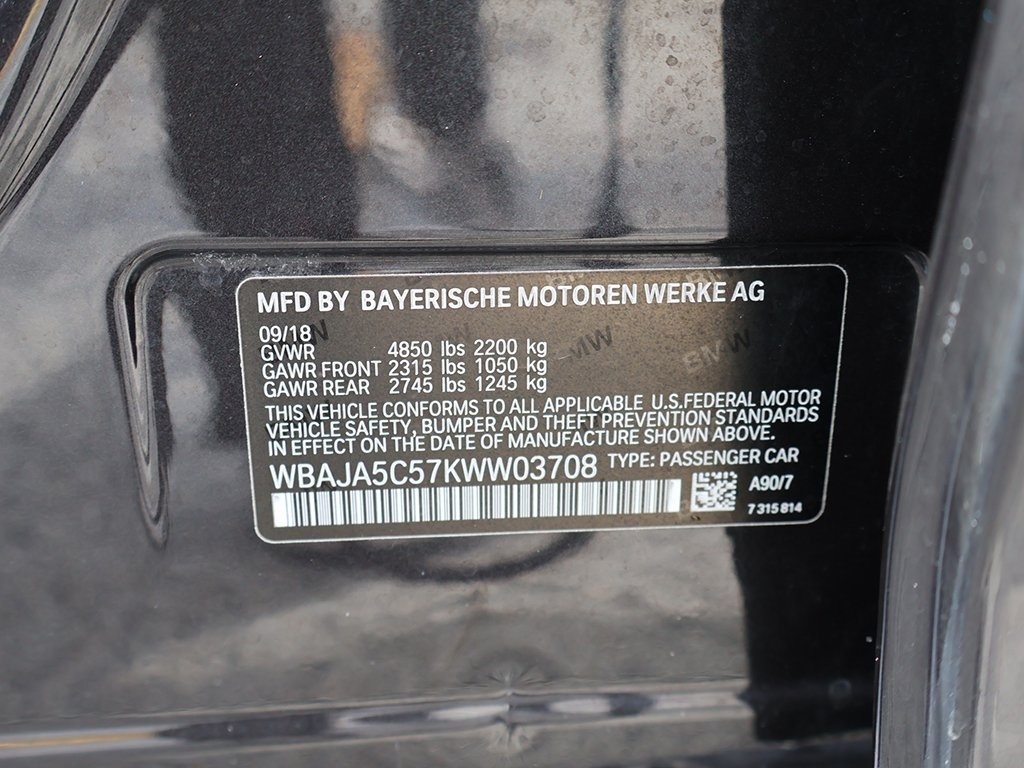 MFD BY BAYERISCHE MOTOREN WERKE AG
09/18
GVWR 4850 lbs 2200 kg
GAWR FRONT 2315 lbs 1050 kg
GAWR REAR 2745 lbs 1245 kg
THIS VEHICLE CONFORMS TO ALL APPLICABLE U.S.FEDERAL MOTOR
VEHICLE SAFETY, BUMPER AND THEFT PREVENTION STANDARDS
IN EFFECT ON THE DATE OF MANUFACTURE SHOWN ABOVE.
WBAJA5C57KWW03708 TYPE: PASSENGER CAR
A90/7
7 315 814
BMW
BMW